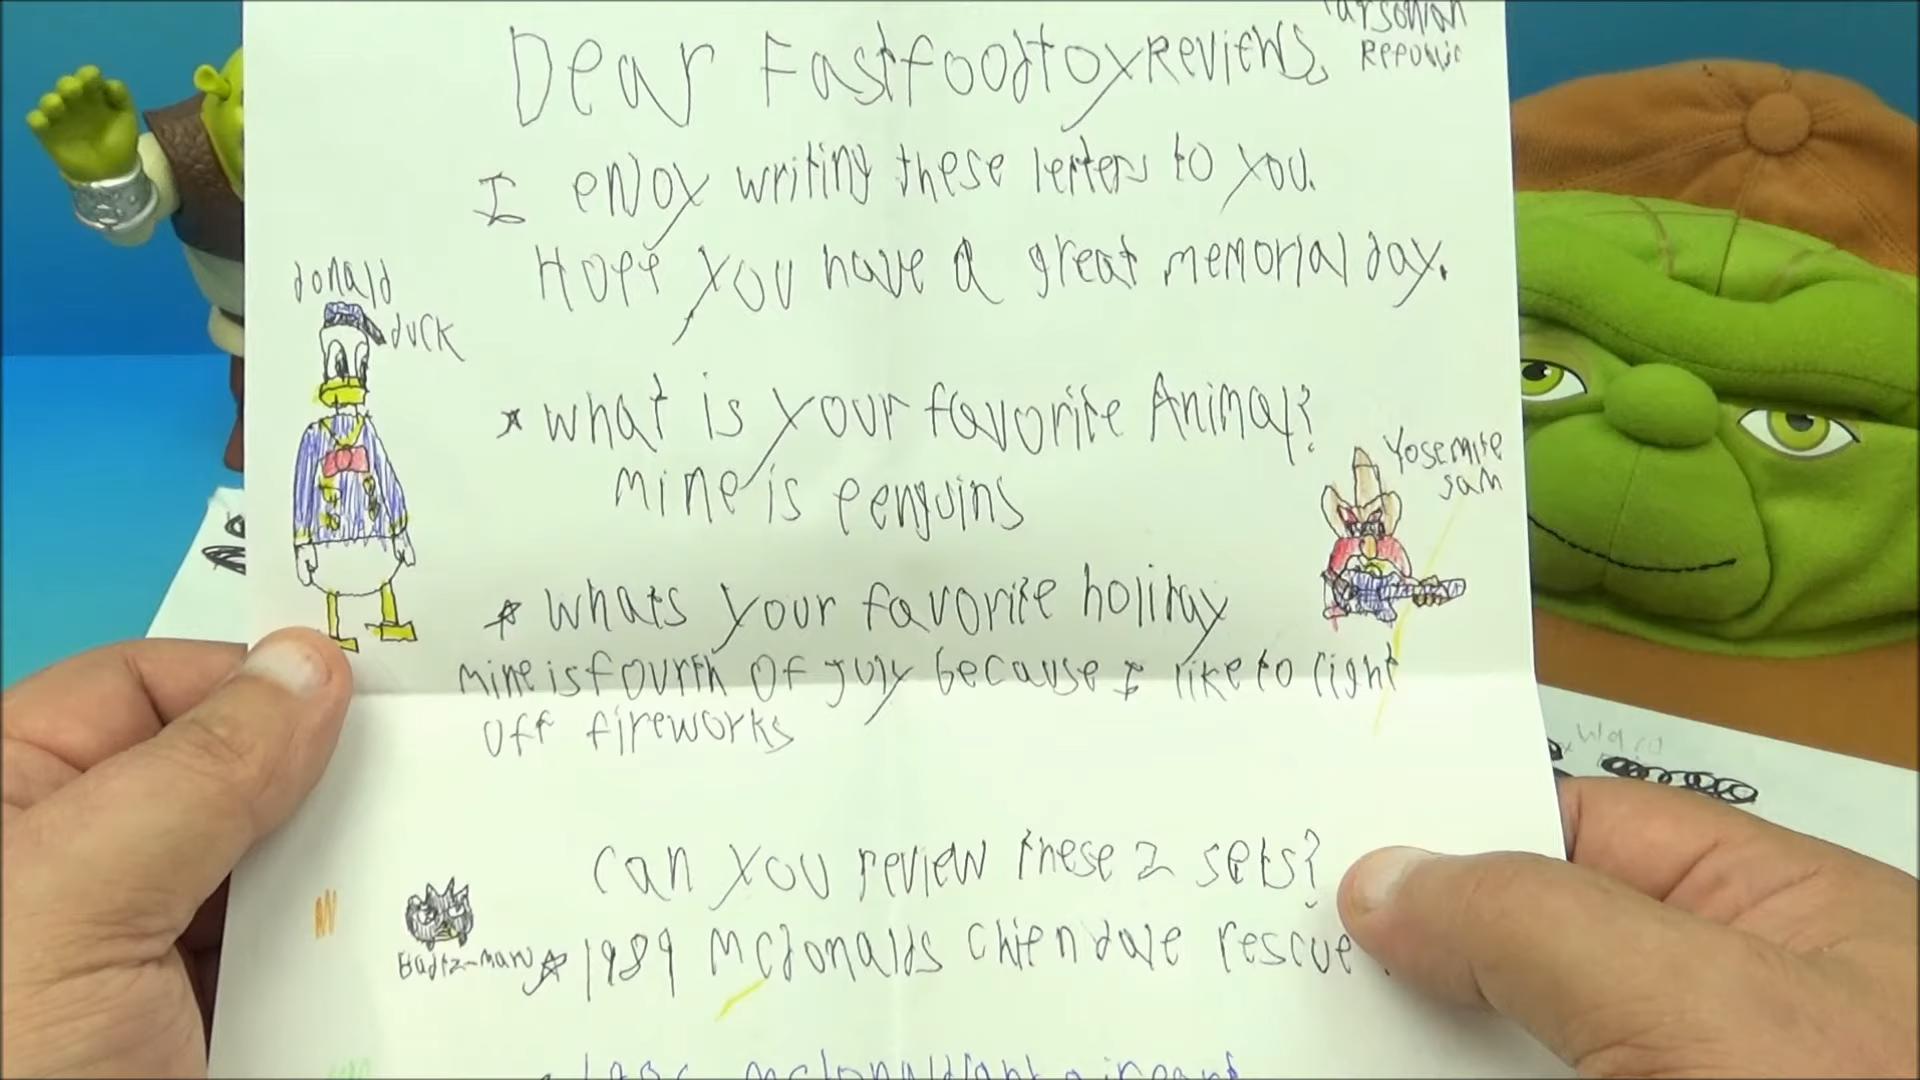 Republic
Dear Fastfoodtoyreviews,
I enjoy writing these letters to you.
Hope you have a great memorial day.
donald
duck
* what is your favorite Animal?
mine is penguins
Yosemite
sam
* whats your favorite holiday
mine is fourth of July because I like to light
off fireworks
can you review these 2 sets?
Badtz-maru
* 1989 mcdonalds chip n dale rescue